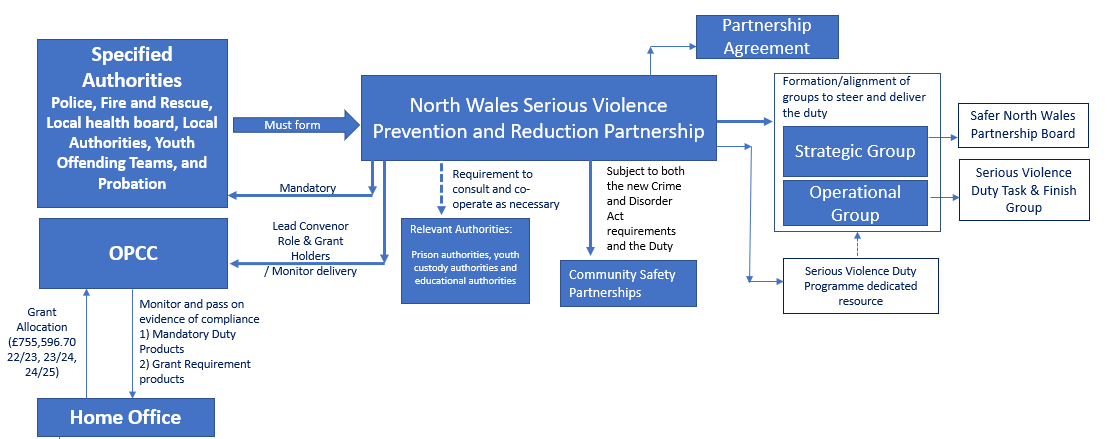 Specified
Authorities
Police, Fire and Rescue,
Local health board, Local
Authorities, Youth
Offending Teams, and
Probation
Must form
North Wales Serious Violence
Prevention and Reduction Partnership
Partnership
Agreement
Formation/alignment of
groups to steer and deliver
the duty
Strategic Group
Operational
Group
Safer North Wales
Partnership Board
Serious Violence
Duty Task & Finish
Group
Serious Violence Duty
Programme dedicated
resource
Mandatory
Lead Convenor
Role & Grant
Holders
/ Monitor delivery
Requirement to
consult and co-
operate as necessary
Relevant Authorities:
Prison authorities, youth
custody authorities and
educational authorities
Subject to both
the new Crime
and Disorder
Act
requirements
and the Duty
Community Safety
Partnerships
OPCC
Grant
Allocation
(£755,596.70
22/23, 23/24,
24/25)
Monitor and pass on
evidence of compliance
1) Mandatory Duty
Products
2) Grant Requirement
products
Home Office